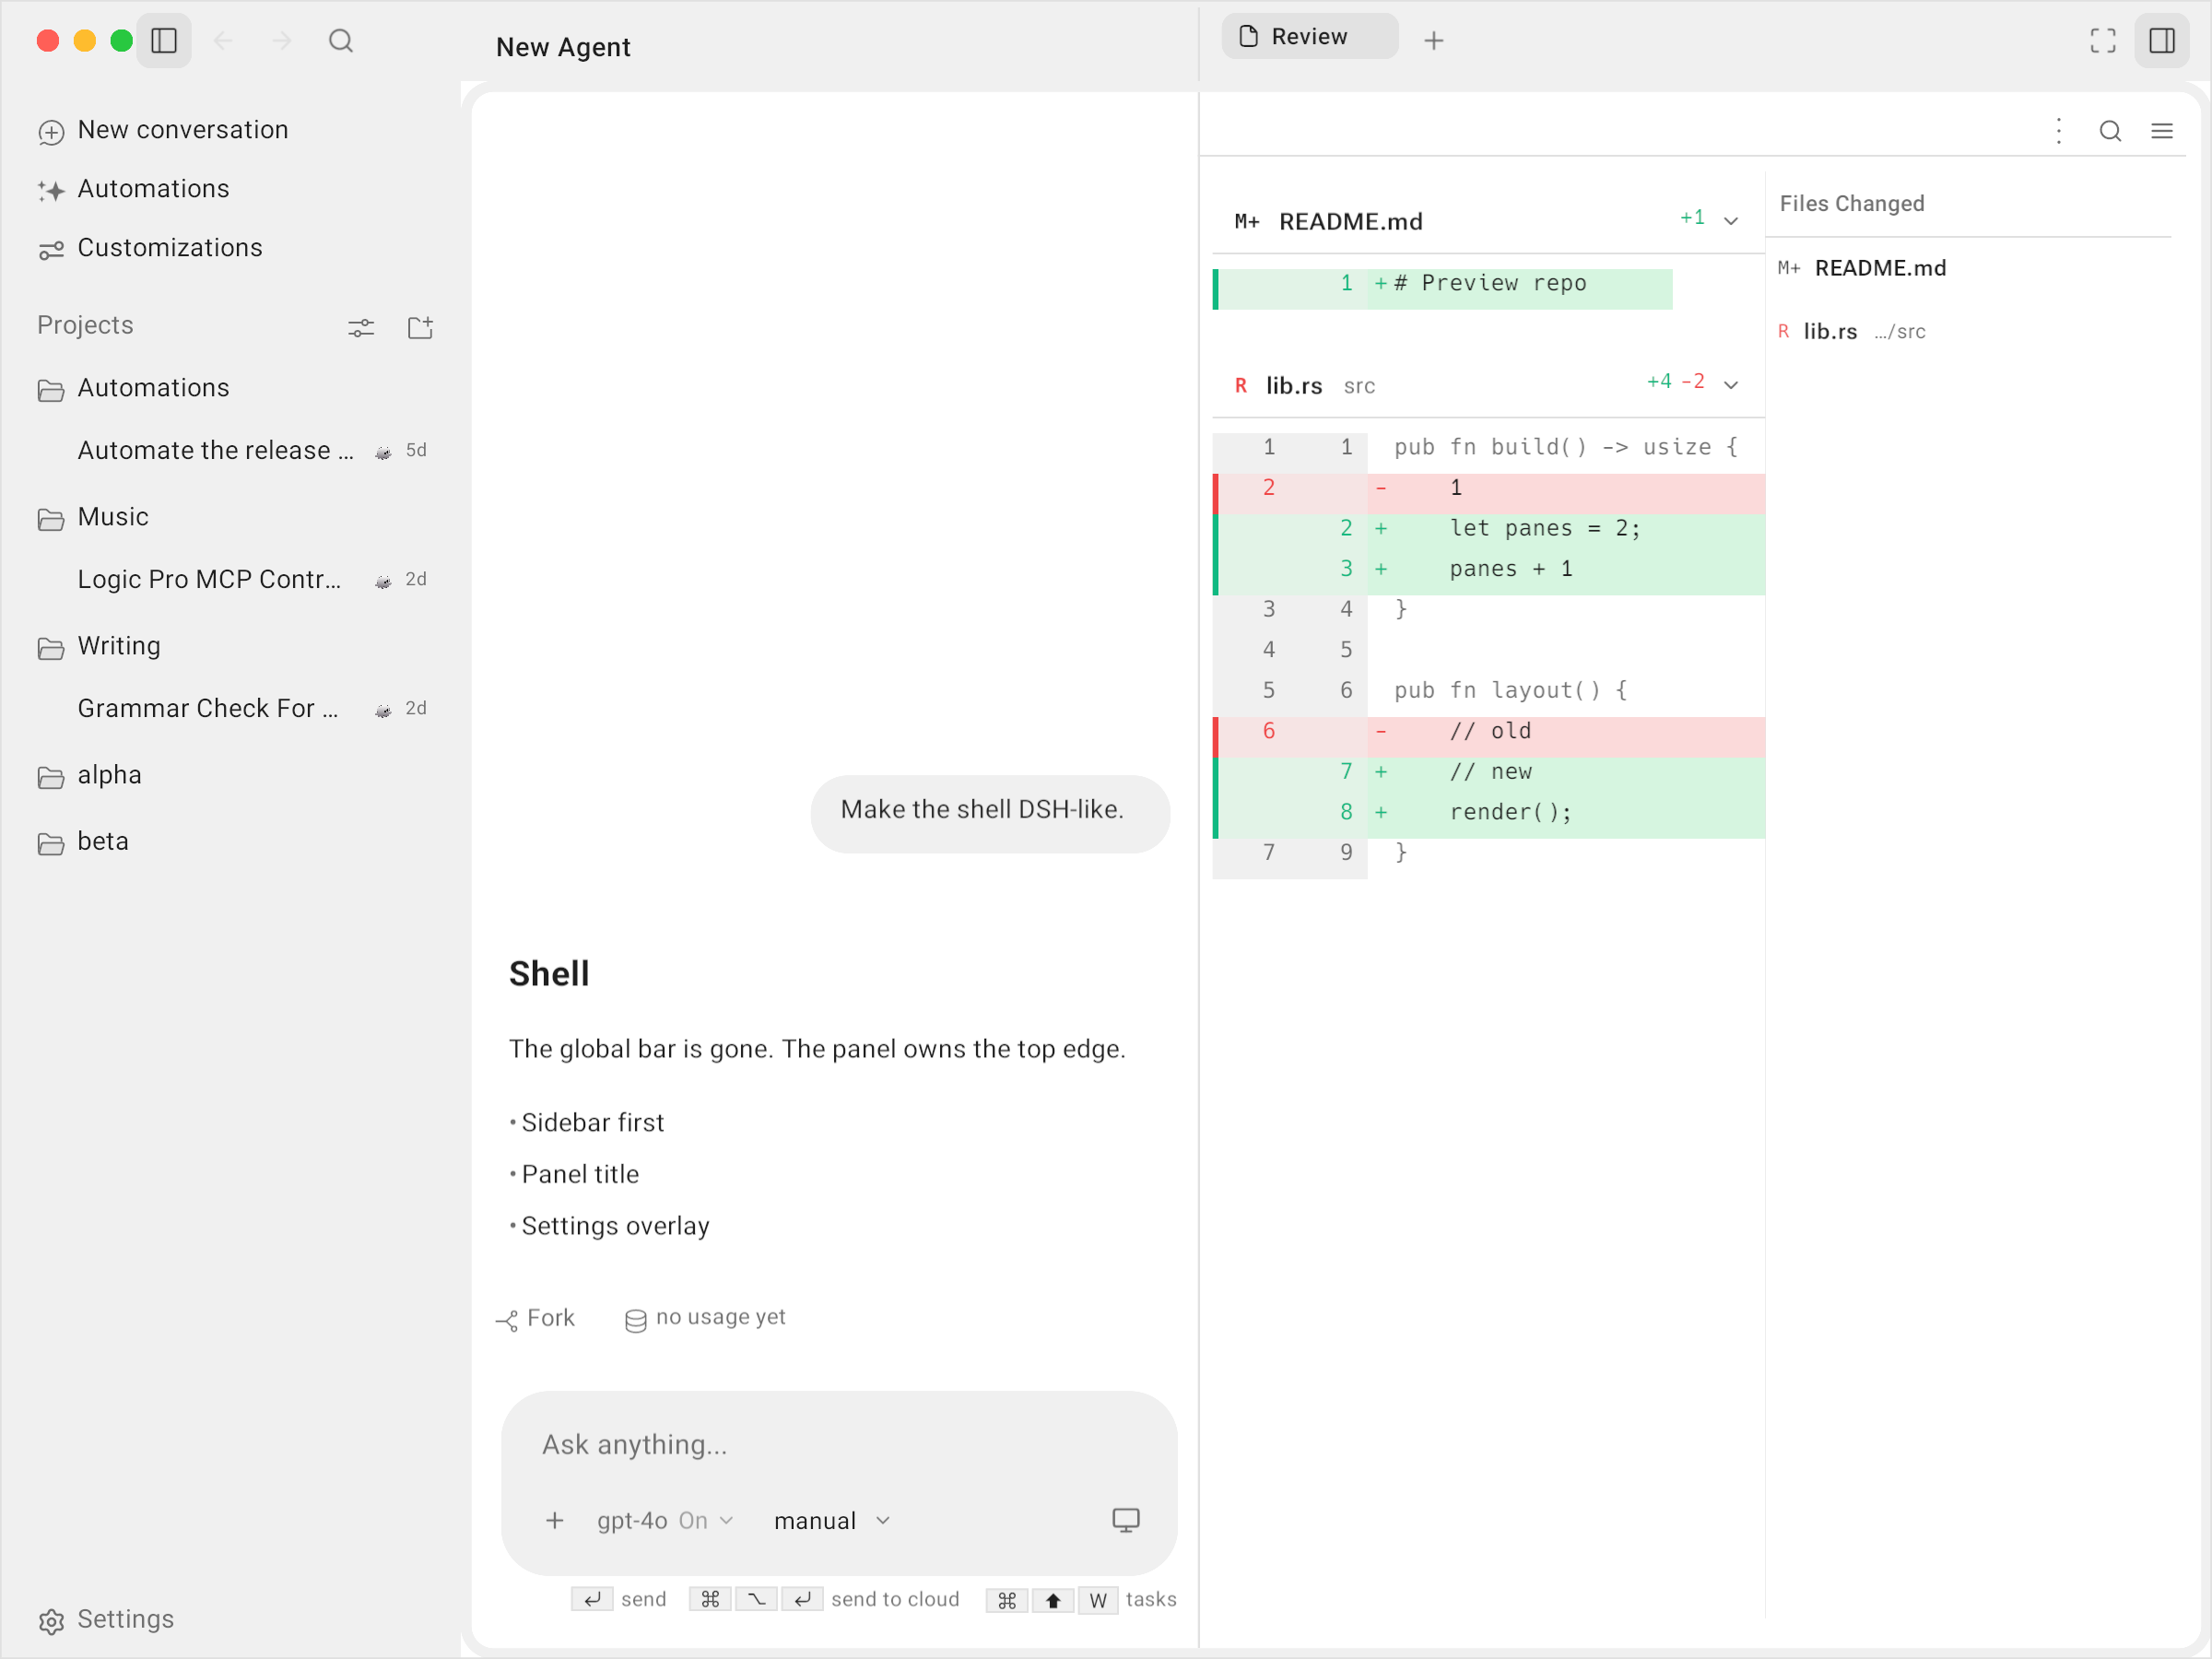 New Agent
Review
New conversation
Automations
Customizations
Projects
Automations
Automate the release ...
5d
Music
Logic Pro MCP Contr...
2d
Writing
Grammar Check For ...
2d
alpha
beta
Settings
Make the shell DSH-like.
Shell
The global bar is gone. The panel owns the top edge.
• Sidebar first
• Panel title
• Settings overlay
Fork
no usage yet
Ask anything...
+ gpt-4o On manual
⏎ send ⌘ ⌥ ⏎ send to cloud ⌘ ⬆ W tasks
M+ README.md +1
1 + # Preview repo
R lib.rs src +4 -2
1 1 pub fn build() -> usize {
2 - 1
2 + let panes = 2;
3 + panes + 1
3 4 }
4 5
5 6 pub fn layout() {
6 - // old
7 + // new
8 + render();
7 9 }
Files Changed
M+ README.md
R lib.rs .../src